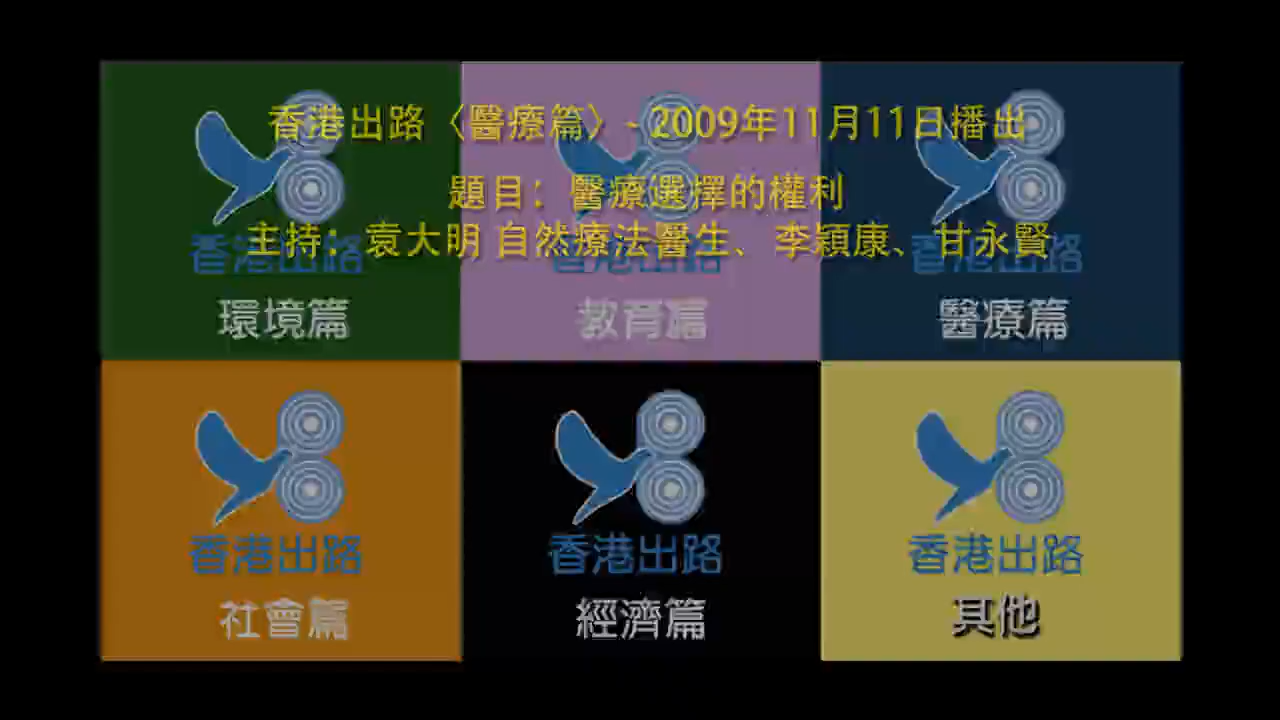 香港出路〈醫療篇〉- 2009年11月11日播出
題目：醫療選擇的權利
主持：袁大明 自然療法醫生、李穎康、甘永賢
香港出路 香港出路 香港出路
環境篇 教育篇 醫療篇
香港出路 香港出路 香港出路
社會篇 經濟篇 其他